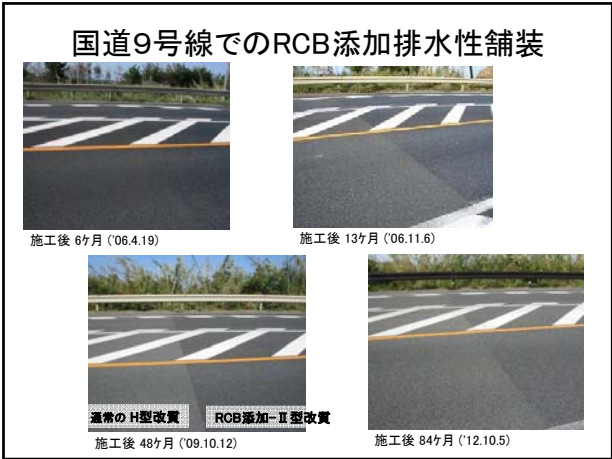 国道9号線でのRCB添加排水性舗装
施工後 6ケ月 ('06.4.19)
施工後 13ケ月 ('06.11.6)
通常の H型改質
RCB添加-Ⅱ型改質
施工後 48ケ月 ('09.10.12)
施工後 84ケ月 ('12.10.5)